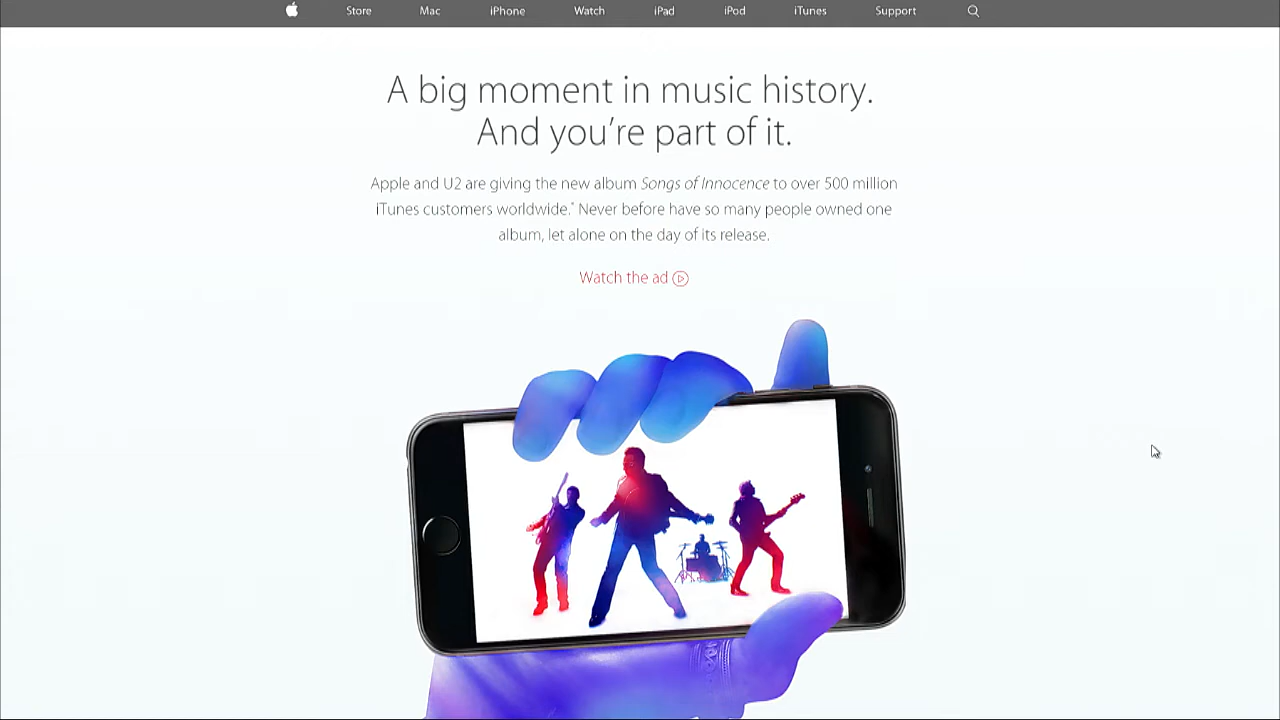 Store Mac iPhone Watch iPad iPod iTunes Support
A big moment in music history.
And you're part of it.
Apple and U2 are giving the new album Songs of Innocence to over 500 million
iTunes customers worldwide.* Never before have so many people owned one
album, let alone on the day of its release.
Watch the ad